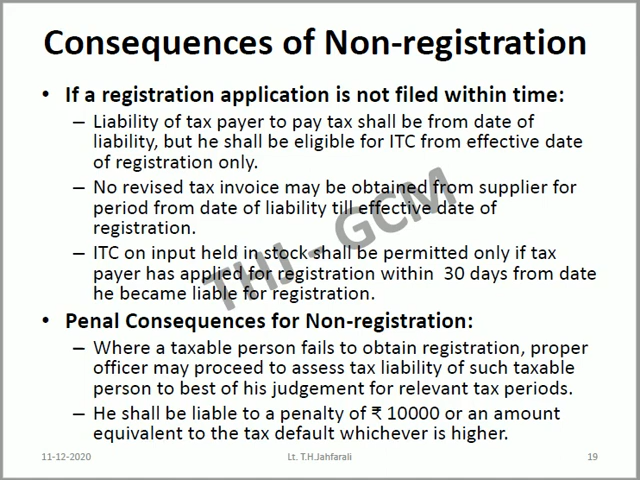 Consequences of Non-registration
• If a registration application is not filed within time:
– Liability of tax payer to pay tax shall be from date of
liability, but he shall be eligible for ITC from effective date
of registration only.
– No revised tax invoice may be obtained from supplier for
period from date of liability till effective date of
registration.
– ITC on input held in stock shall be permitted only if tax
payer has applied for registration within 30 days from date
he became liable for registration.
THJ - GCM
• Penal Consequences for Non-registration:
– Where a taxable person fails to obtain registration, proper
officer may proceed to assess tax liability of such taxable
person to best of his judgement for relevant tax periods.
– He shall be liable to a penalty of ₹ 10000 or an amount
equivalent to the tax default whichever is higher.
11-12-2020 Lt. T.H.Jahfarali 19